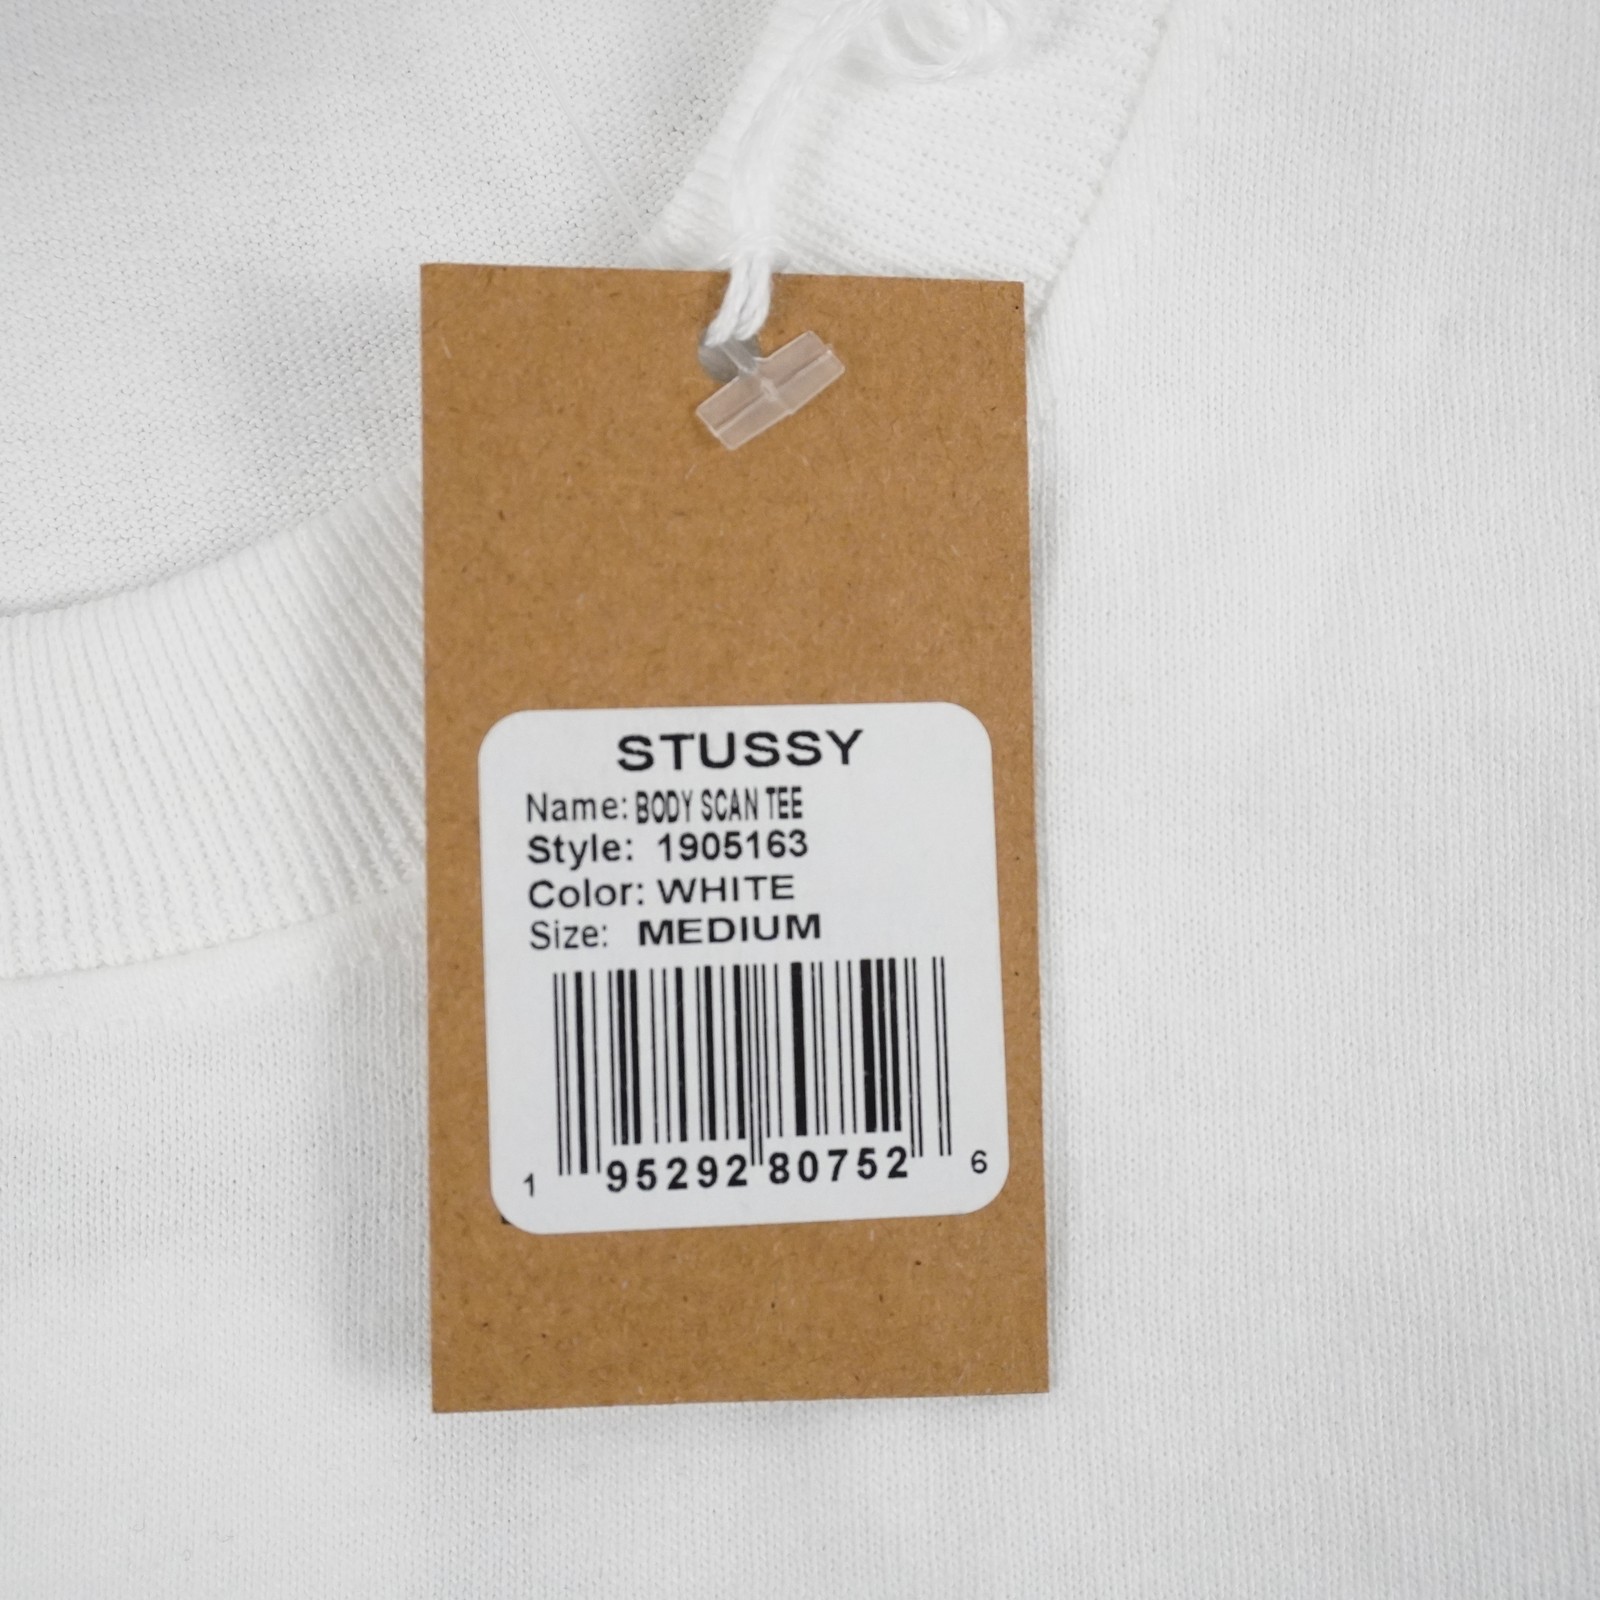 STUSSY
Name: BODY SCAN TEE
Style: 1905163
Color: WHITE
Size: MEDIUM
1 95292 80752 6